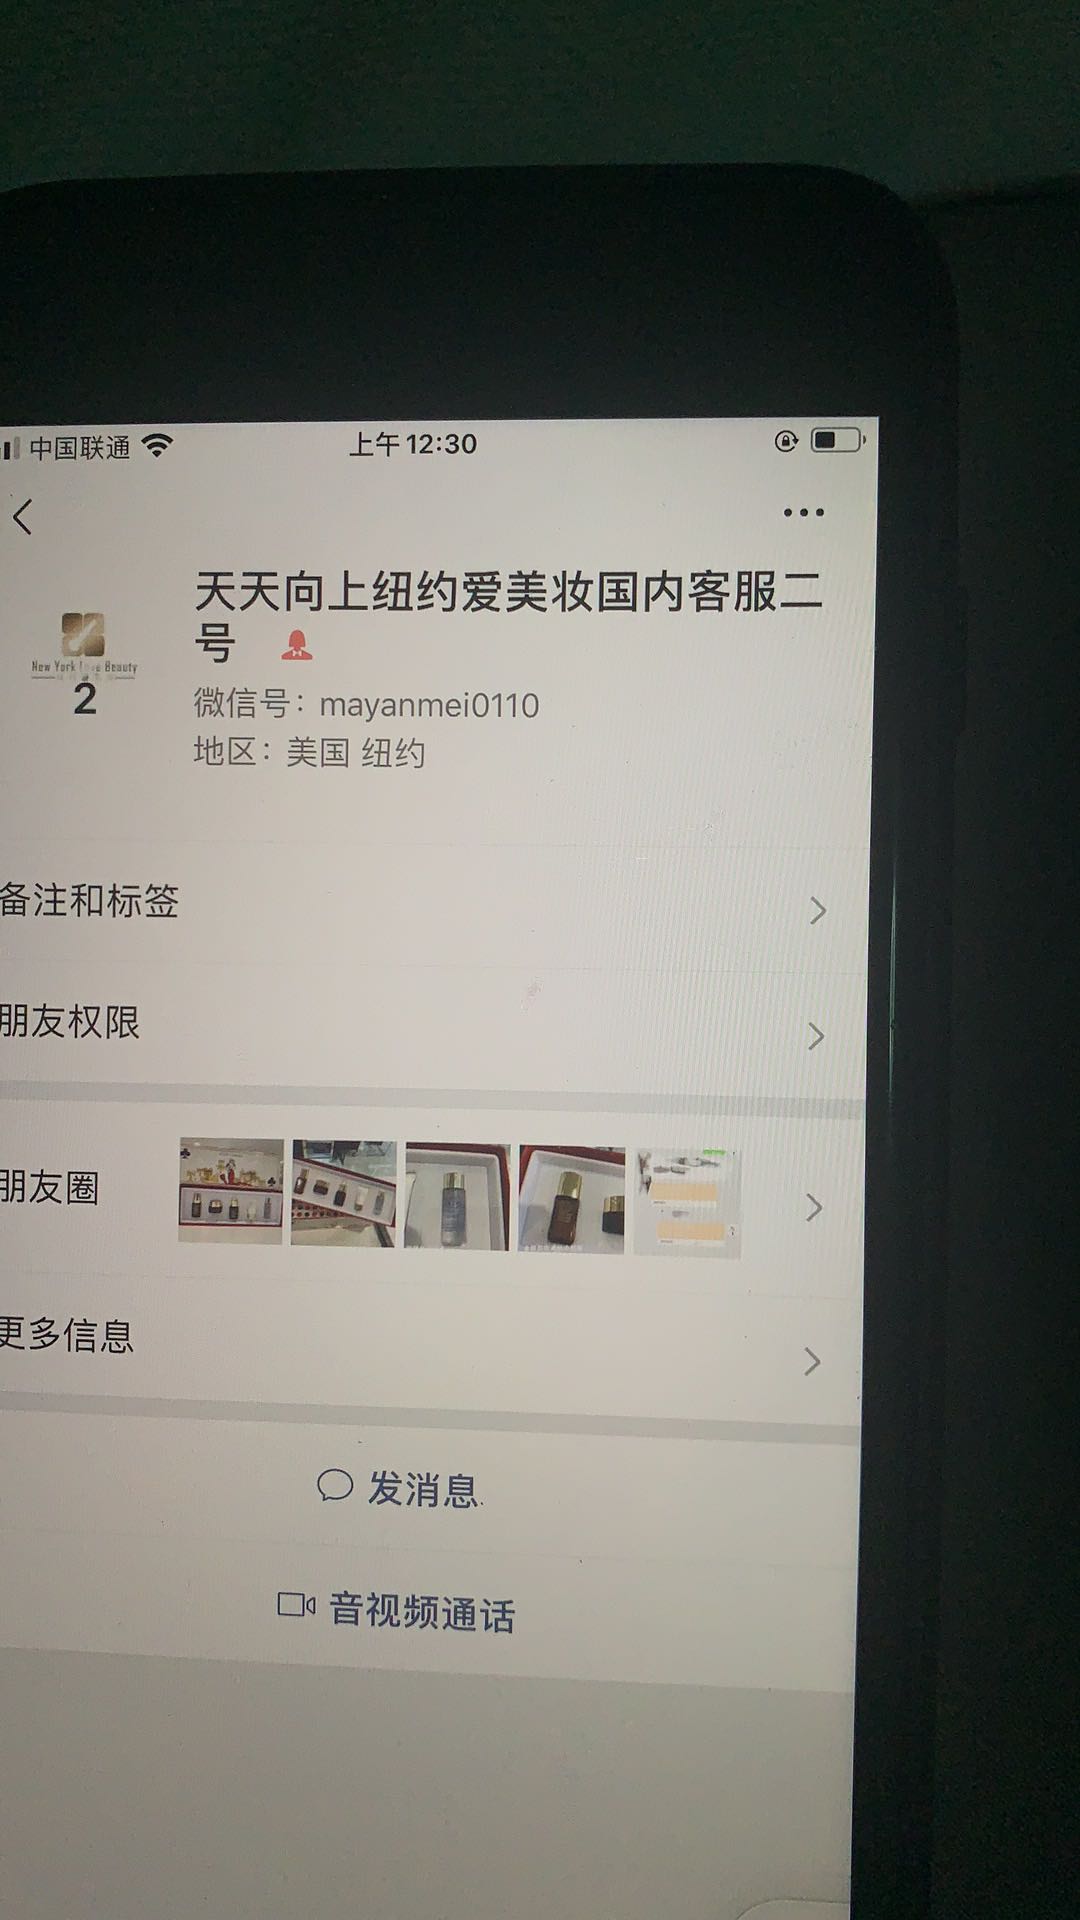 中国联通
上午12:30
天天向上纽约爱美妆国内客服二
号
New York Love Beauty
2
微信号：mayanmei0110
地区：美国 纽约
备注和标签
朋友权限
朋友圈
更多信息
发消息
音视频通话